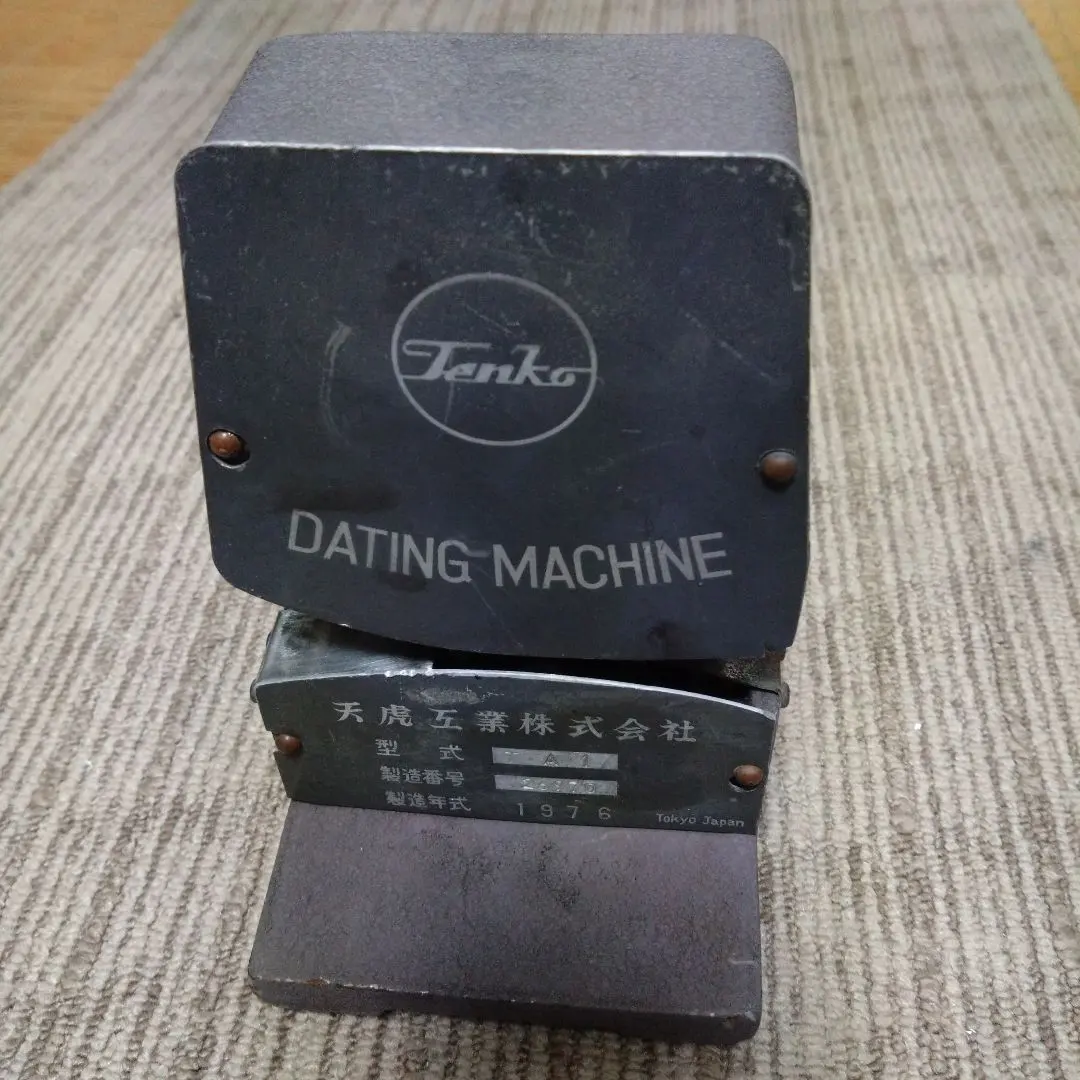 Tenko
DATING MACHINE
天虎工業株式会社
型式 A 1
製造番号
製造年式 1976
Tokyo Japan